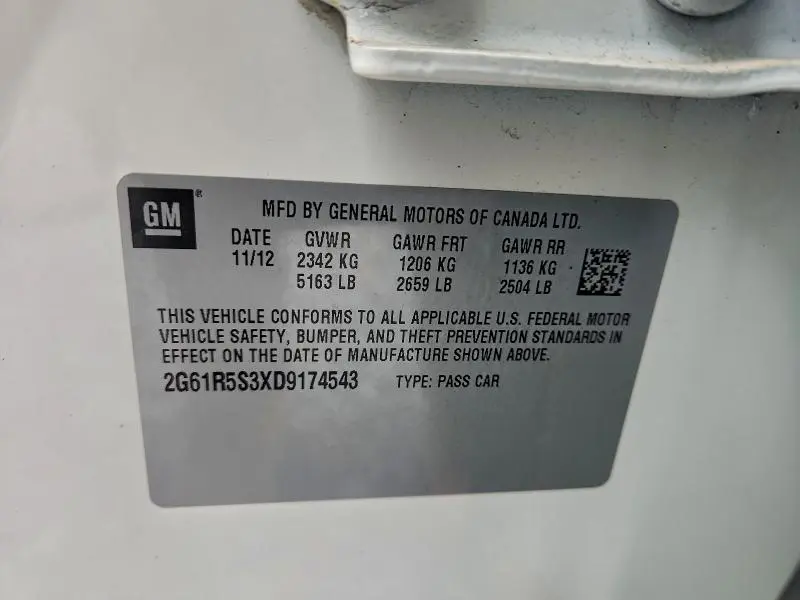 GM ® MFD BY GENERAL MOTORS OF CANADA LTD.
DATE GVWR GAWR FRT GAWR RR
11/12 2342 KG 1206 KG 1136 KG
5163 LB 2659 LB 2504 LB
THIS VEHICLE CONFORMS TO ALL APPLICABLE U.S. FEDERAL MOTOR
VEHICLE SAFETY, BUMPER, AND THEFT PREVENTION STANDARDS IN
EFFECT ON THE DATE OF MANUFACTURE SHOWN ABOVE.
2G61R5S3XD9174543 TYPE: PASS CAR